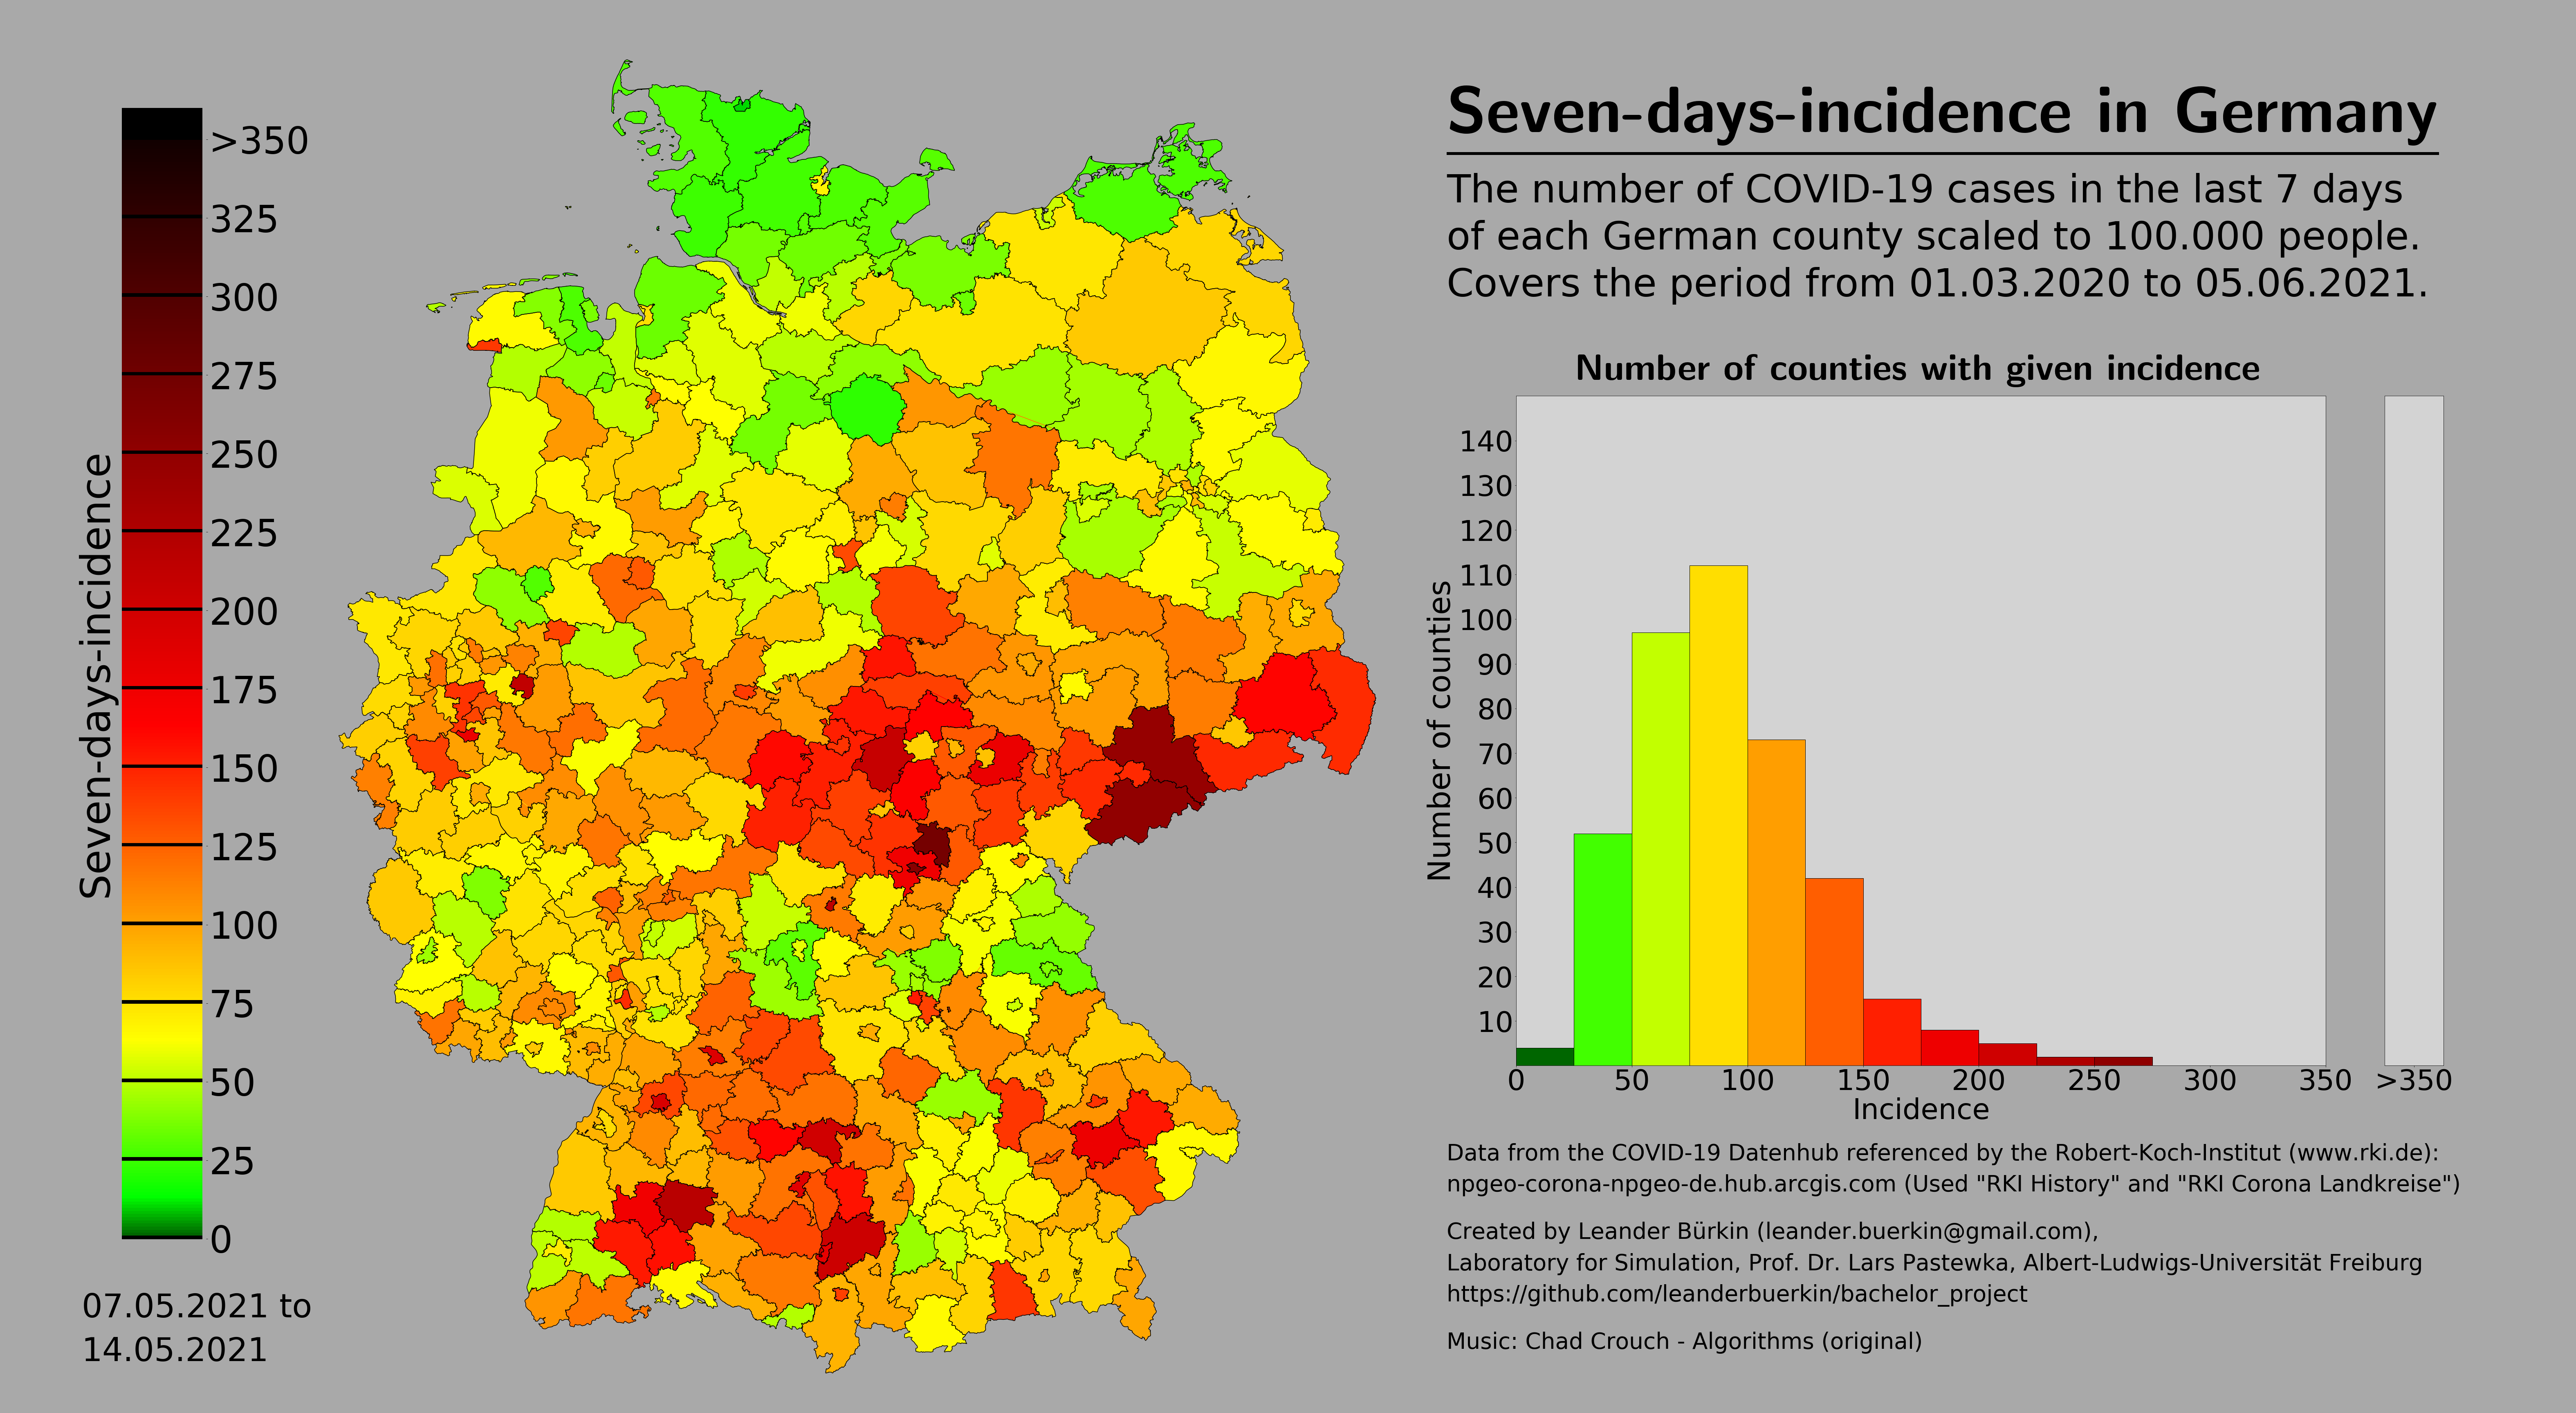 Seven-days-incidence in Germany
The number of COVID-19 cases in the last 7 days
of each German county scaled to 100.000 people.
Covers the period from 01.03.2020 to 05.06.2021.
Seven-days-incidence
>350
325
300
275
250
225
200
175
150
125
100
75
50
25
0
07.05.2021 to
14.05.2021
Number of counties with given incidence
Number of counties
140
130
120
110
100
90
80
70
60
50
40
30
20
10
0 50 100 150 200 250 300 350 >350
Incidence
Data from the COVID-19 Datenhub referenced by the Robert-Koch-Institut (www.rki.de):
npgeo-corona-npgeo-de.hub.arcgis.com (Used "RKI History" and "RKI Corona Landkreise")
Created by Leander Bürkin (leander.buerkin@gmail.com),
Laboratory for Simulation, Prof. Dr. Lars Pastewka, Albert-Ludwigs-Universität Freiburg
https://github.com/leanderbuerkin/bachelor_project
Music: Chad Crouch - Algorithms (original)